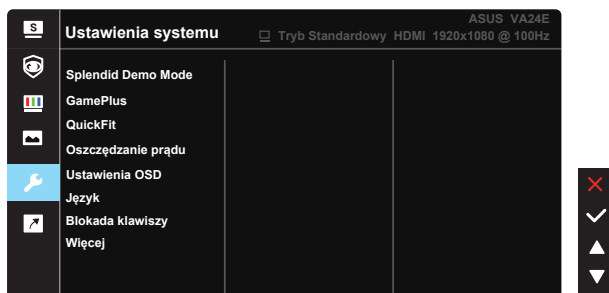 S
ASUS VA24E
Ustawienia systemu
Tryb Standardowy HDMI 1920x1080 @ 100Hz
Splendid Demo Mode
GamePlus
QuickFit
Oszczędzanie prądu
Ustawienia OSD
Język
Blokada klawiszy
Więcej